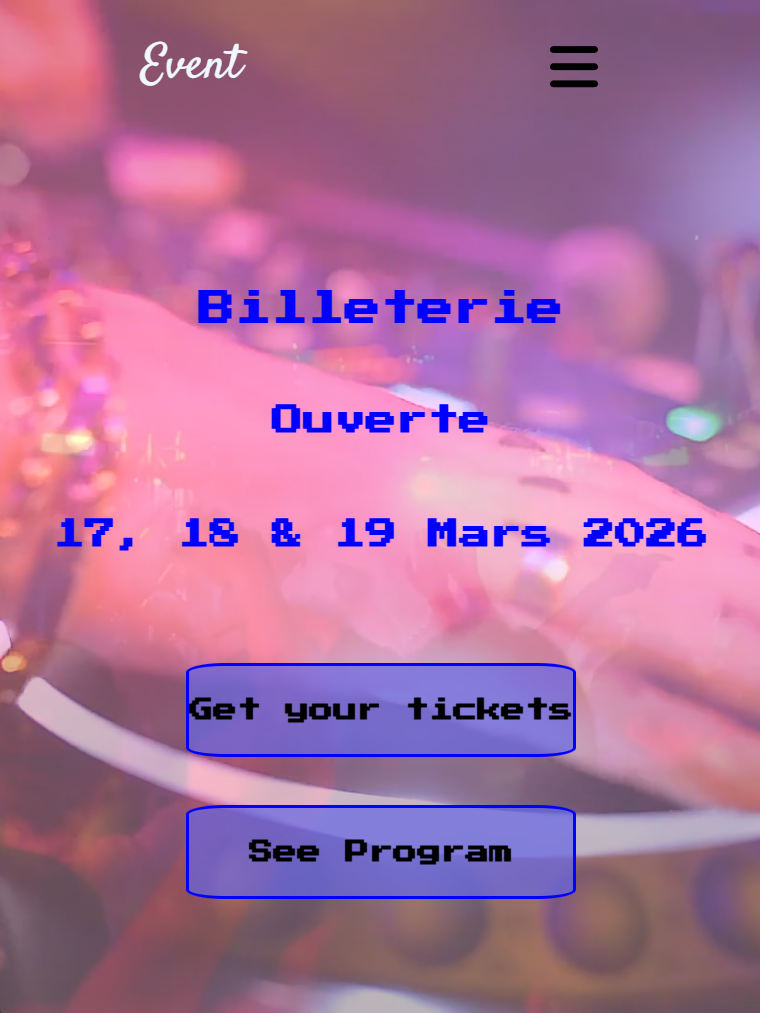 Event
Billeterie
Ouverte
17, 18 & 19 Mars 2026
Get your tickets
See Program